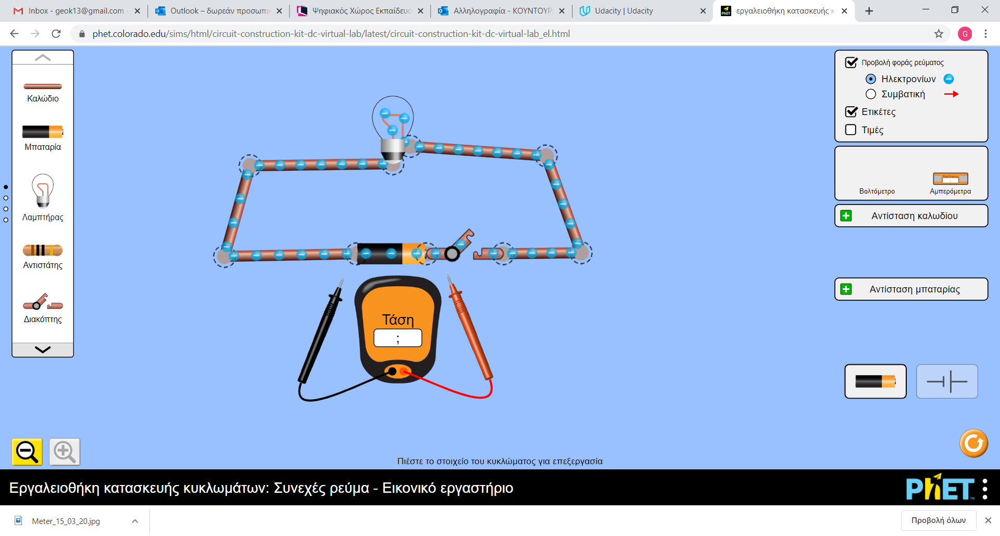 Inbox - geok13@gmail.com -
Outlook – δωρεάν προσωπικ
Ψηφιακός Χώρος Εκπαίδευσ
Αλληλογραφία - ΚΟΥΝΤΟΥΡ
Udacity | Udacity
εργαλειοθήκη κατασκευής κ
phet.colorado.edu/sims/html/circuit-construction-kit-dc-virtual-lab/latest/circuit-construction-kit-dc-virtual-lab_el.html
G
Καλώδιο
Μπαταρία
Λαμπτήρας
Αντιστάτης
Διακόπτης
Προβολή φοράς ρεύματος
Ηλεκτρονίων
Συμβατική
Ετικέτες
Τιμές
Βολτόμετρο
Αμπερόμετρα
Αντίσταση καλωδίου
Αντίσταση μπαταρίας
Τάση
;
Πιέστε το στοιχείο του κυκλώματος για επεξεργασία
Εργαλειοθήκη κατασκευής κυκλωμάτων: Συνεχές ρεύμα - Εικονικό εργαστήριο
PhET
Meter_15_03_20.jpg
Προβολή όλων